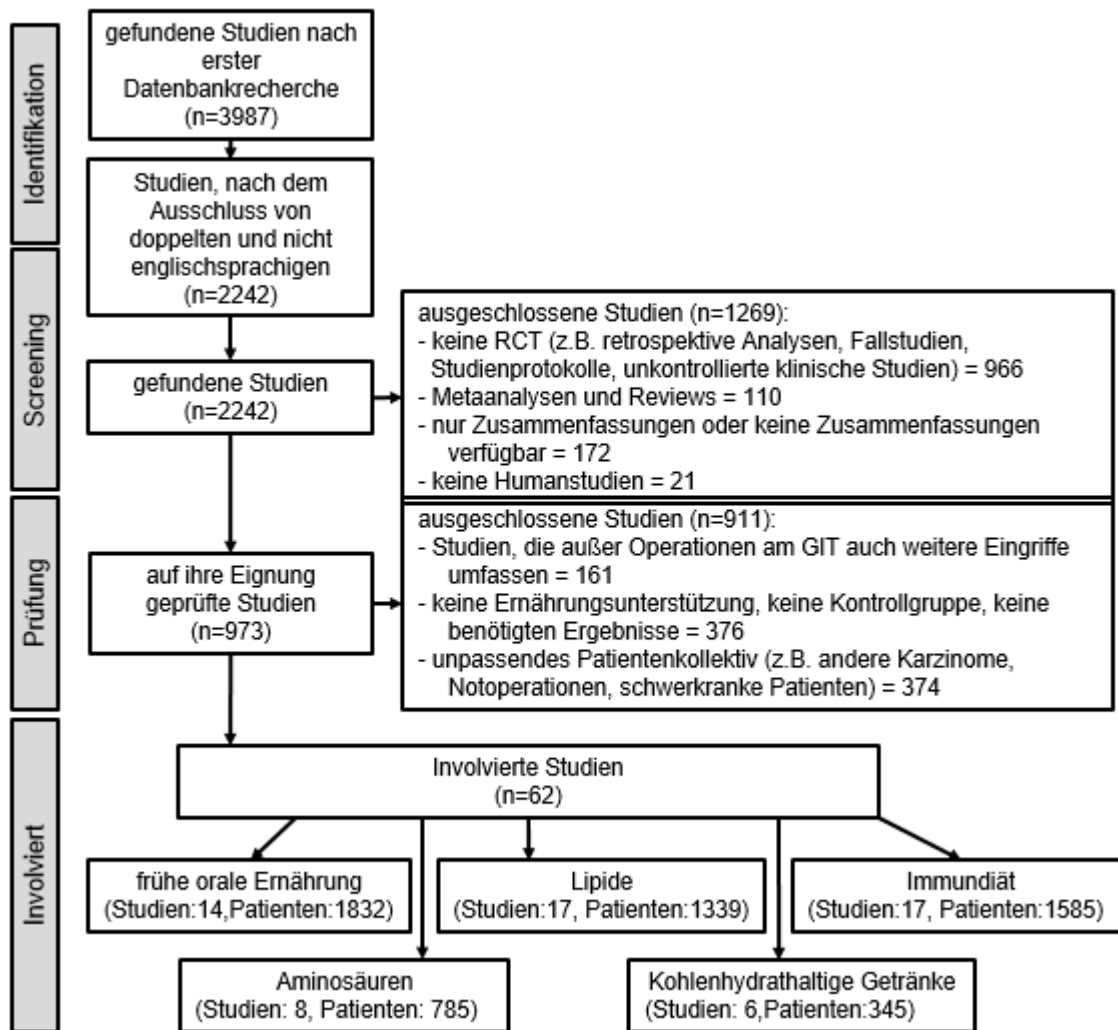 Identifikation
gefundene Studien nach
erster
Datenbankrecherche
(n=3987)
Studien, nach dem
Ausschluss von
doppelten und nicht
englischsprachigen
(n=2242)
Screening
gefundene Studien
(n=2242)
ausgeschlossene Studien (n=1269):
- keine RCT (z.B. retrospektive Analysen, Fallstudien,
Studienprotokolle, unkontrollierte klinische Studien) = 966
- Metaanalysen und Reviews = 110
- nur Zusammenfassungen oder keine Zusammenfassungen
verfügbar = 172
- keine Humanstudien = 21
Prüfung
auf ihre Eignung
geprüfte Studien
(n=973)
ausgeschlossene Studien (n=911):
- Studien, die außer Operationen am GIT auch weitere Eingriffe
umfassen = 161
- keine Ernährungsunterstützung, keine Kontrollgruppe, keine
benötigten Ergebnisse = 376
- unpassendes Patientenkollektiv (z.B. andere Karzinome,
Notoperationen, schwerkranke Patienten) = 374
Involviert
Involvierte Studien
(n=62)
frühe orale Ernährung
(Studien:14,Patienten:1832)
Lipide
(Studien:17, Patienten:1339)
Immundiät
(Studien:17, Patienten:1585)
Aminosäuren
(Studien: 8, Patienten: 785)
Kohlenhydrathaltige Getränke
(Studien: 6,Patienten:345)